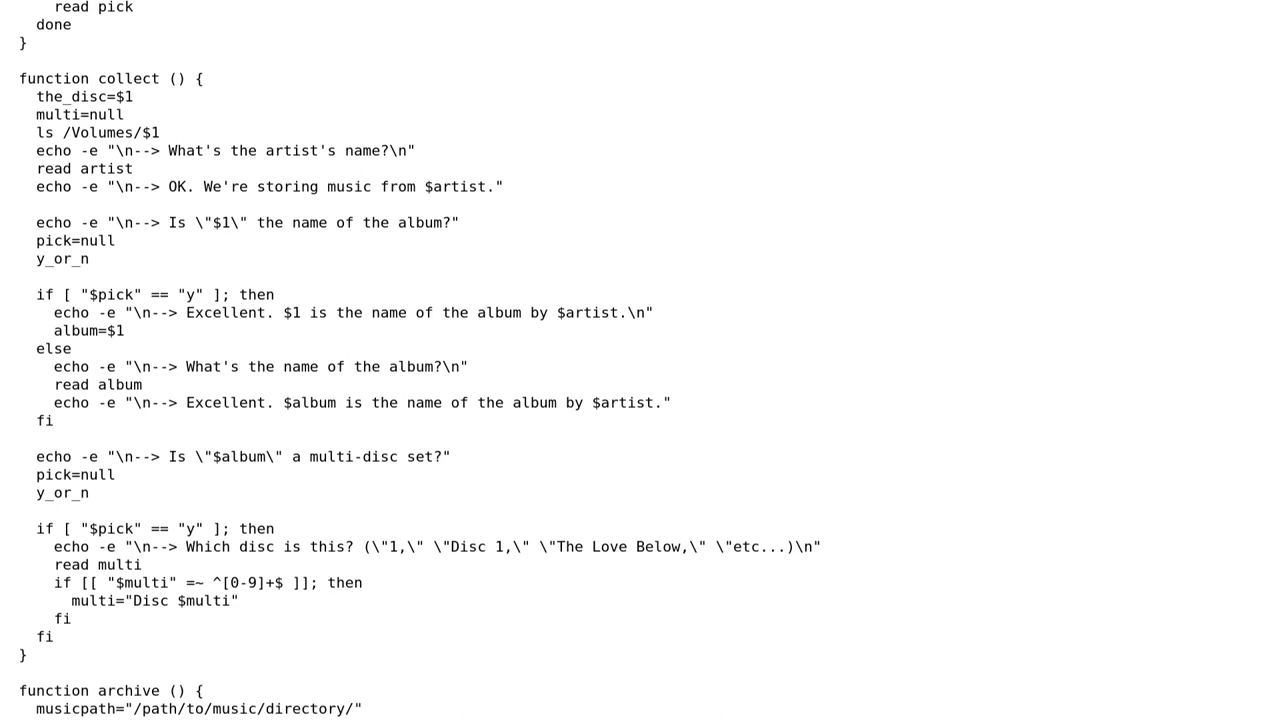 read pick
  done
}

function collect () {
  the_disc=$1
  multi=null
  ls /Volumes/$1
  echo -e "\n--> What's the artist's name?\n"
  read artist
  echo -e "\n--> OK. We're storing music from $artist."

  echo -e "\n--> Is \"$1\" the name of the album?"
  pick=null
  y_or_n

  if [ "$pick" == "y" ]; then
    echo -e "\n--> Excellent. $1 is the name of the album by $artist.\n"
    album=$1
  else
    echo -e "\n--> What's the name of the album?\n"
    read album
    echo -e "\n--> Excellent. $album is the name of the album by $artist."
  fi

  echo -e "\n--> Is \"$album\" a multi-disc set?"
  pick=null
  y_or_n

  if [ "$pick" == "y" ]; then
    echo -e "\n--> Which disc is this? (\"1,\" \"Disc 1,\" \"The Love Below,\" \"etc...)\n"
    read multi
    if [[ "$multi" =~ ^[0-9]+$ ]]; then
      multi="Disc $multi"
    fi
  fi
}

function archive () {
  musicpath="/path/to/music/directory/"